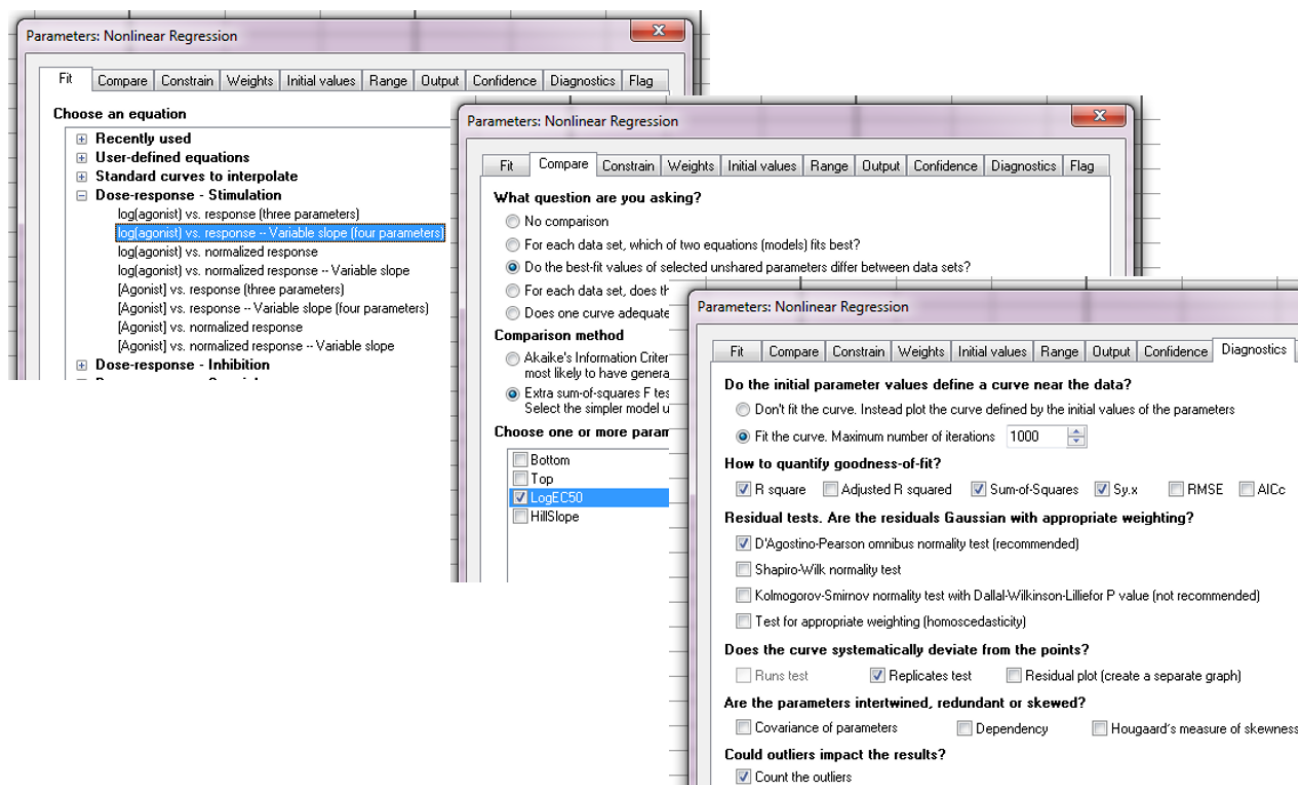 Parameters: Nonlinear Regression
Fit Compare Constrain Weights Initial values Range Output Confidence Diagnostics Flag
Choose an equation
Recently used
User-defined equations
Standard curves to interpolate
Dose-response - Stimulation
log(agonist) vs. response (three parameters)
log(agonist) vs. response -- Variable slope (four parameters)
log(agonist) vs. normalized response
log(agonist) vs. normalized response -- Variable slope
[Agonist] vs. response (three parameters)
[Agonist] vs. response -- Variable slope (four parameters)
[Agonist] vs. normalized response
[Agonist] vs. normalized response -- Variable slope
Dose-response - Inhibition
Parameters: Nonlinear Regression
Fit Compare Constrain Weights Initial values Range Output Confidence Diagnostics Flag
What question are you asking?
No comparison
For each data set, which of two equations (models) fits best?
Do the best-fit values of selected unshared parameters differ between data sets?
For each data set, does th
Does one curve adequate
Comparison method
Akaike's Information Criter
most likely to have genera
Extra sum-of-squares F tes
Select the simpler model u
Choose one or more param
Bottom
Top
LogEC50
HillSlope
Parameters: Nonlinear Regression
Fit Compare Constrain Weights Initial values Range Output Confidence Diagnostics
Do the initial parameter values define a curve near the data?
Don't fit the curve. Instead plot the curve defined by the initial values of the parameters
Fit the curve. Maximum number of iterations 1000
How to quantify goodness-of-fit?
R square Adjusted R squared Sum-of-Squares Sy.x RMSE AICc
Residual tests. Are the residuals Gaussian with appropriate weighting?
D'Agostino-Pearson omnibus normality test (recommended)
Shapiro-Wilk normality test
Kolmogorov-Smirnov normality test with Dallal-Wilkinson-Lilliefor P value (not recommended)
Test for appropriate weighting (homoscedasticity)
Does the curve systematically deviate from the points?
Runs test Replicates test Residual plot (create a separate graph)
Are the parameters intertwined, redundant or skewed?
Covariance of parameters Dependency Hougaard's measure of skewness
Could outliers impact the results?
Count the outliers